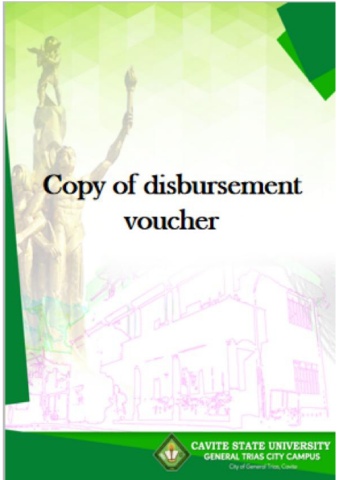 Copy of disbursement
voucher
CAVITE STATE UNIVERSITY
GENERAL TRIAS CITY CAMPUS
City of General Trias, Cavite